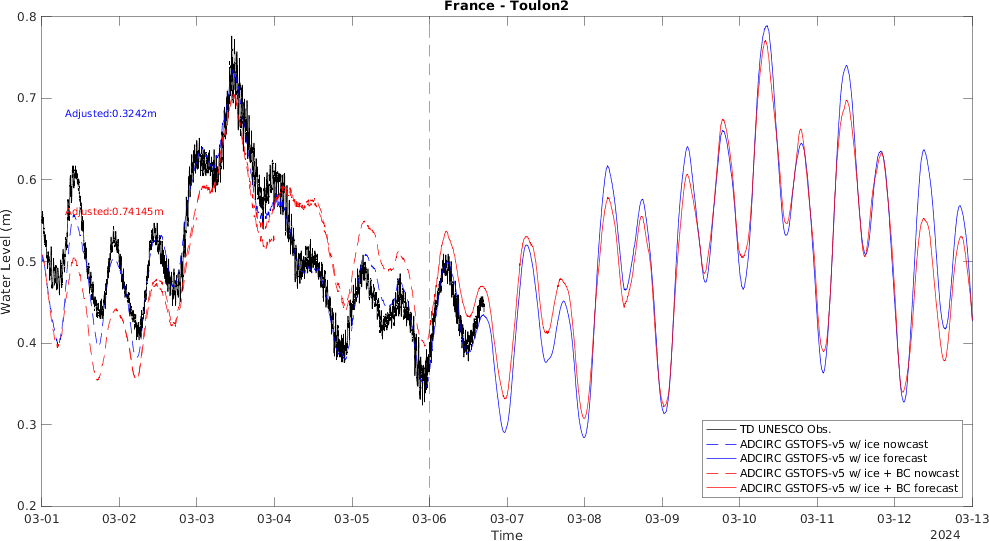 France - Toulon2
Water Level (m)
0.8
0.7
0.6
0.5
0.4
0.3
0.2
Adjusted:0.3242m
Adjusted:0.74145m
TD UNESCO Obs.
ADCIRC GSTOFS-v5 w/ ice nowcast
ADCIRC GSTOFS-v5 w/ ice forecast
ADCIRC GSTOFS-v5 w/ ice + BC nowcast
ADCIRC GSTOFS-v5 w/ ice + BC forecast
03-01 03-02 03-03 03-04 03-05 03-06 03-07 03-08 03-09 03-10 03-11 03-12 03-13
Time
2024